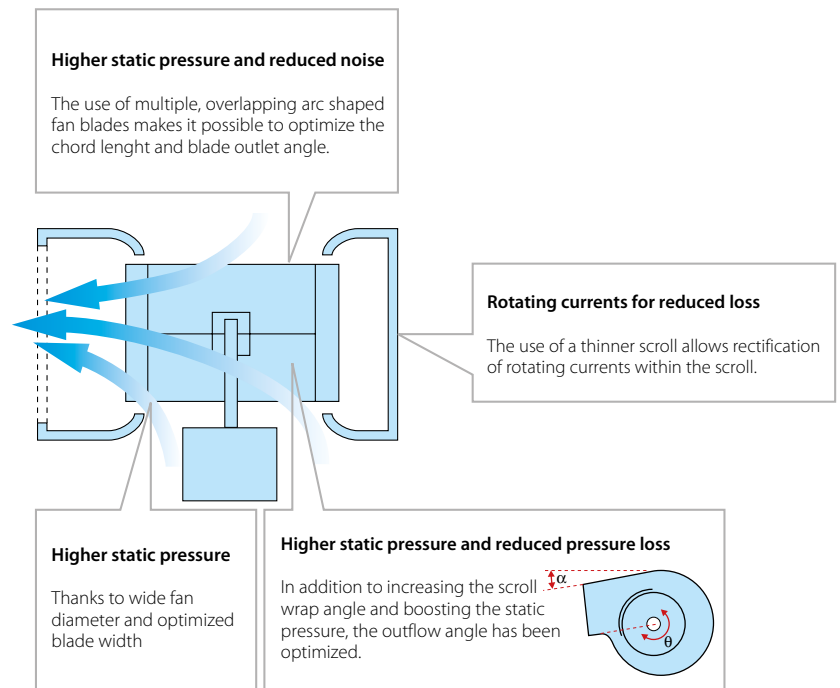 Higher static pressure and reduced noise
The use of multiple, overlapping arc shaped
fan blades makes it possible to optimize the
chord lenght and blade outlet angle.
Rotating currents for reduced loss
The use of a thinner scroll allows rectification
of rotating currents within the scroll.
Higher static pressure
Thanks to wide fan
diameter and optimized
blade width
Higher static pressure and reduced pressure loss
In addition to increasing the scroll
wrap angle and boosting the static
pressure, the outflow angle has been
optimized.
α
θ